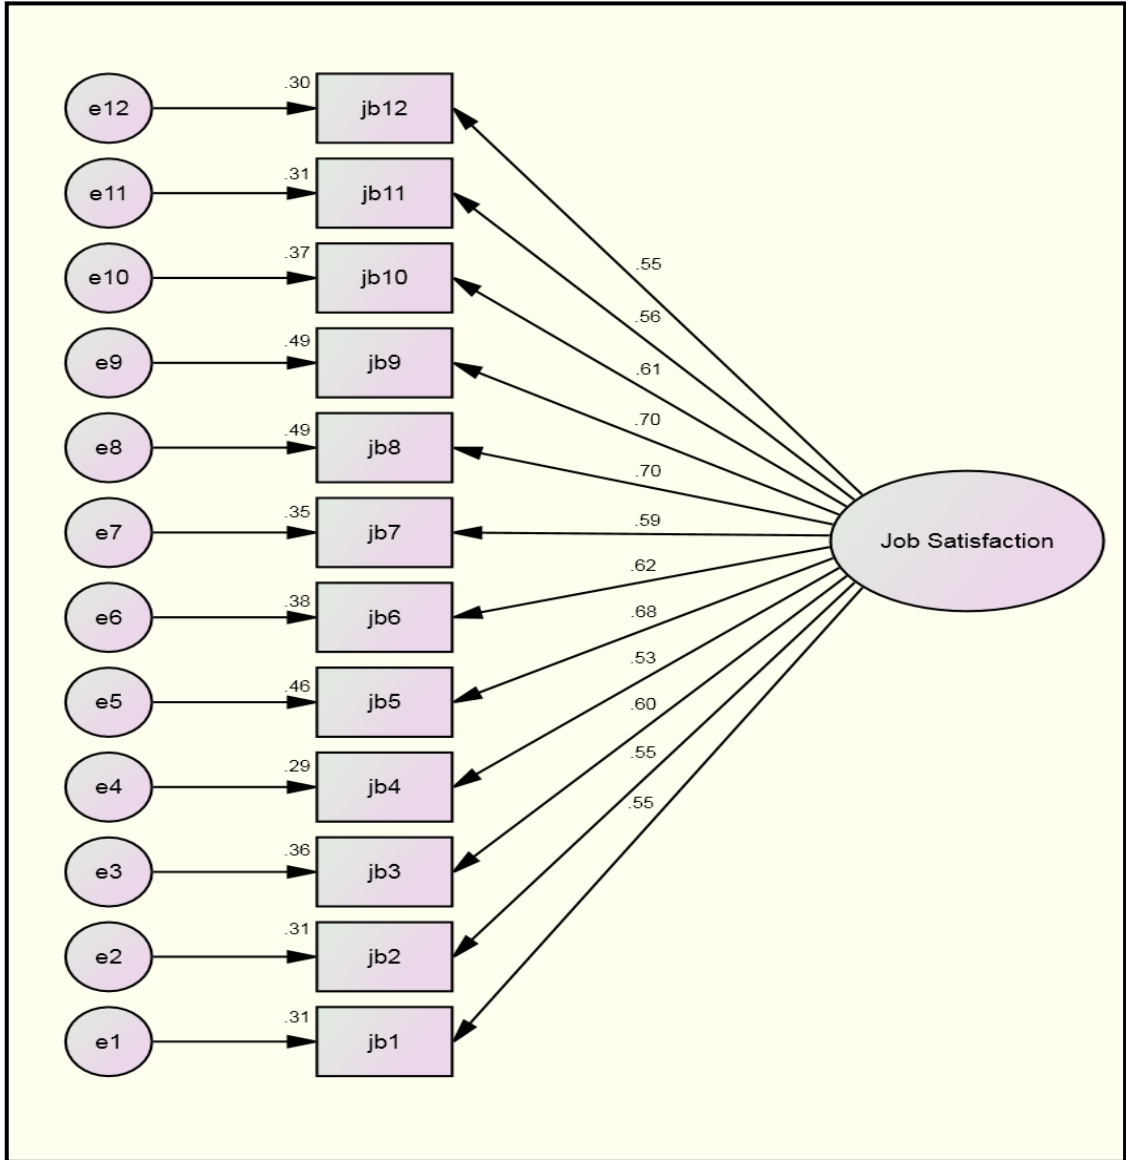 .30
e12
jb12
.31
e11
jb11
.37
e10
jb10
.55
.56
.49
e9
jb9
.61
.70
.49
e8
jb8
.70
.35
e7
jb7
.59
Job Satisfaction
.62
.38
e6
jb6
.68
.53
.46
e5
jb5
.60
.29
e4
jb4
.55
.55
.36
e3
jb3
.31
e2
jb2
.31
e1
jb1